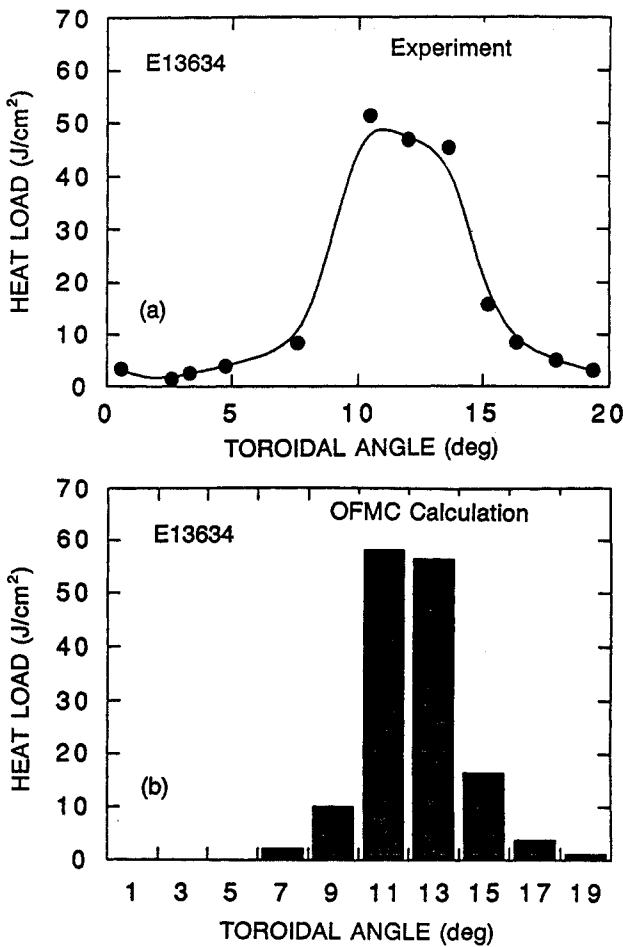 70
60
50
40
30
20
10
0
HEAT LOAD (J/cm²)
E13634
Experiment
(a)
0 5 10 15 20
TOROIDAL ANGLE (deg)
70
60
50
40
30
20
10
0
HEAT LOAD (J/cm²)
E13634
OFMC Calculation
(b)
1 3 5 7 9 11 13 15 17 19
TOROIDAL ANGLE (deg)